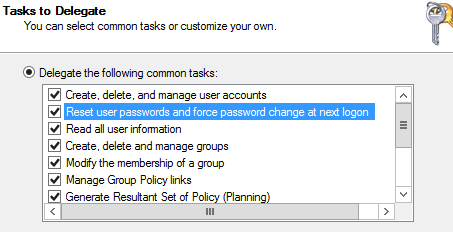 Tasks to Delegate
You can select common tasks or customize your own.
Delegate the following common tasks:
Create, delete, and manage user accounts
Reset user passwords and force password change at next logon
Read all user information
Create, delete and manage groups
Modify the membership of a group
Manage Group Policy links
Generate Resultant Set of Policy (Planning)